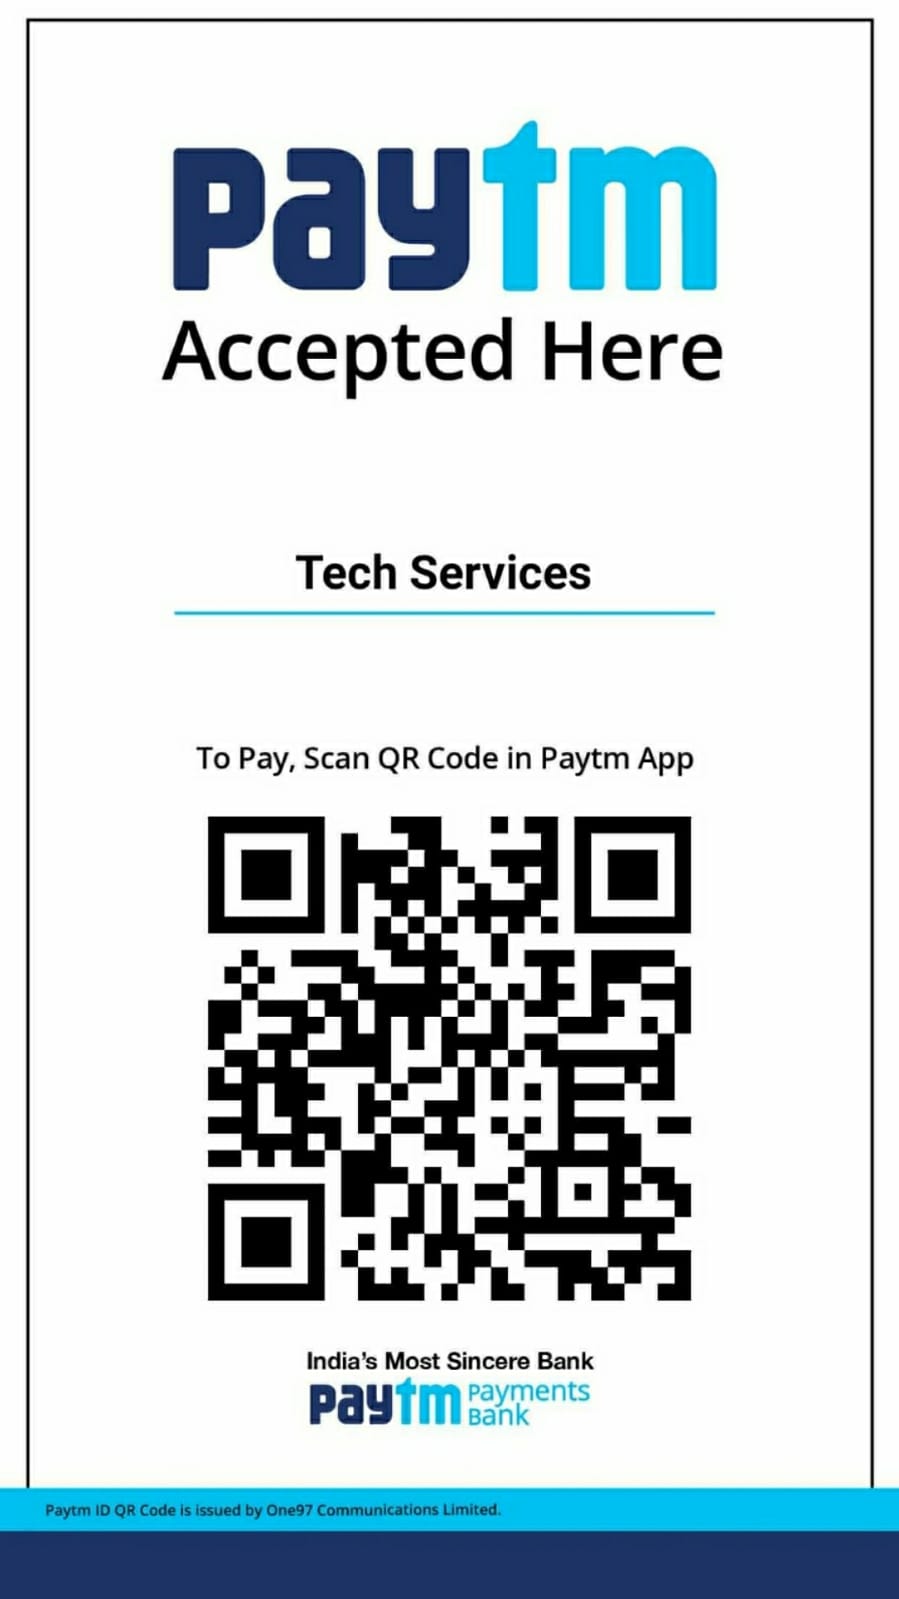 paytm
Accepted Here
Tech Services
To Pay, Scan QR Code in Paytm App
India's Most Sincere Bank
paytm Payments
Bank
Paytm ID QR Code is issued by One97 Communications Limited.